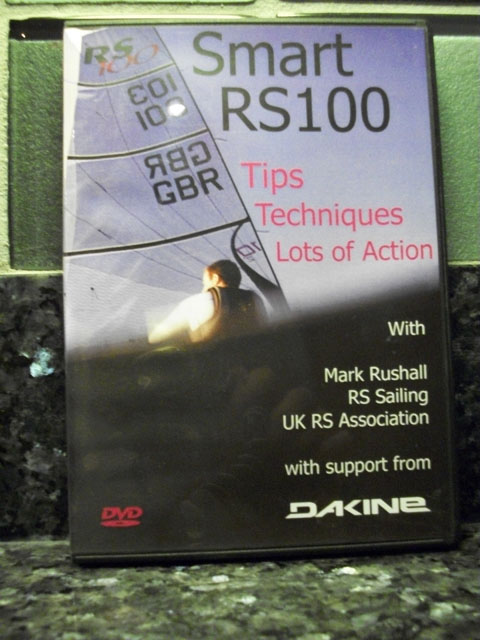 RS100
Smart
RS100
103
100
GBR
GBR
Tips
Techniques
Lots of Action
With
Mark Rushall
RS Sailing
UK RS Association
with support from
DVD
DAKINE